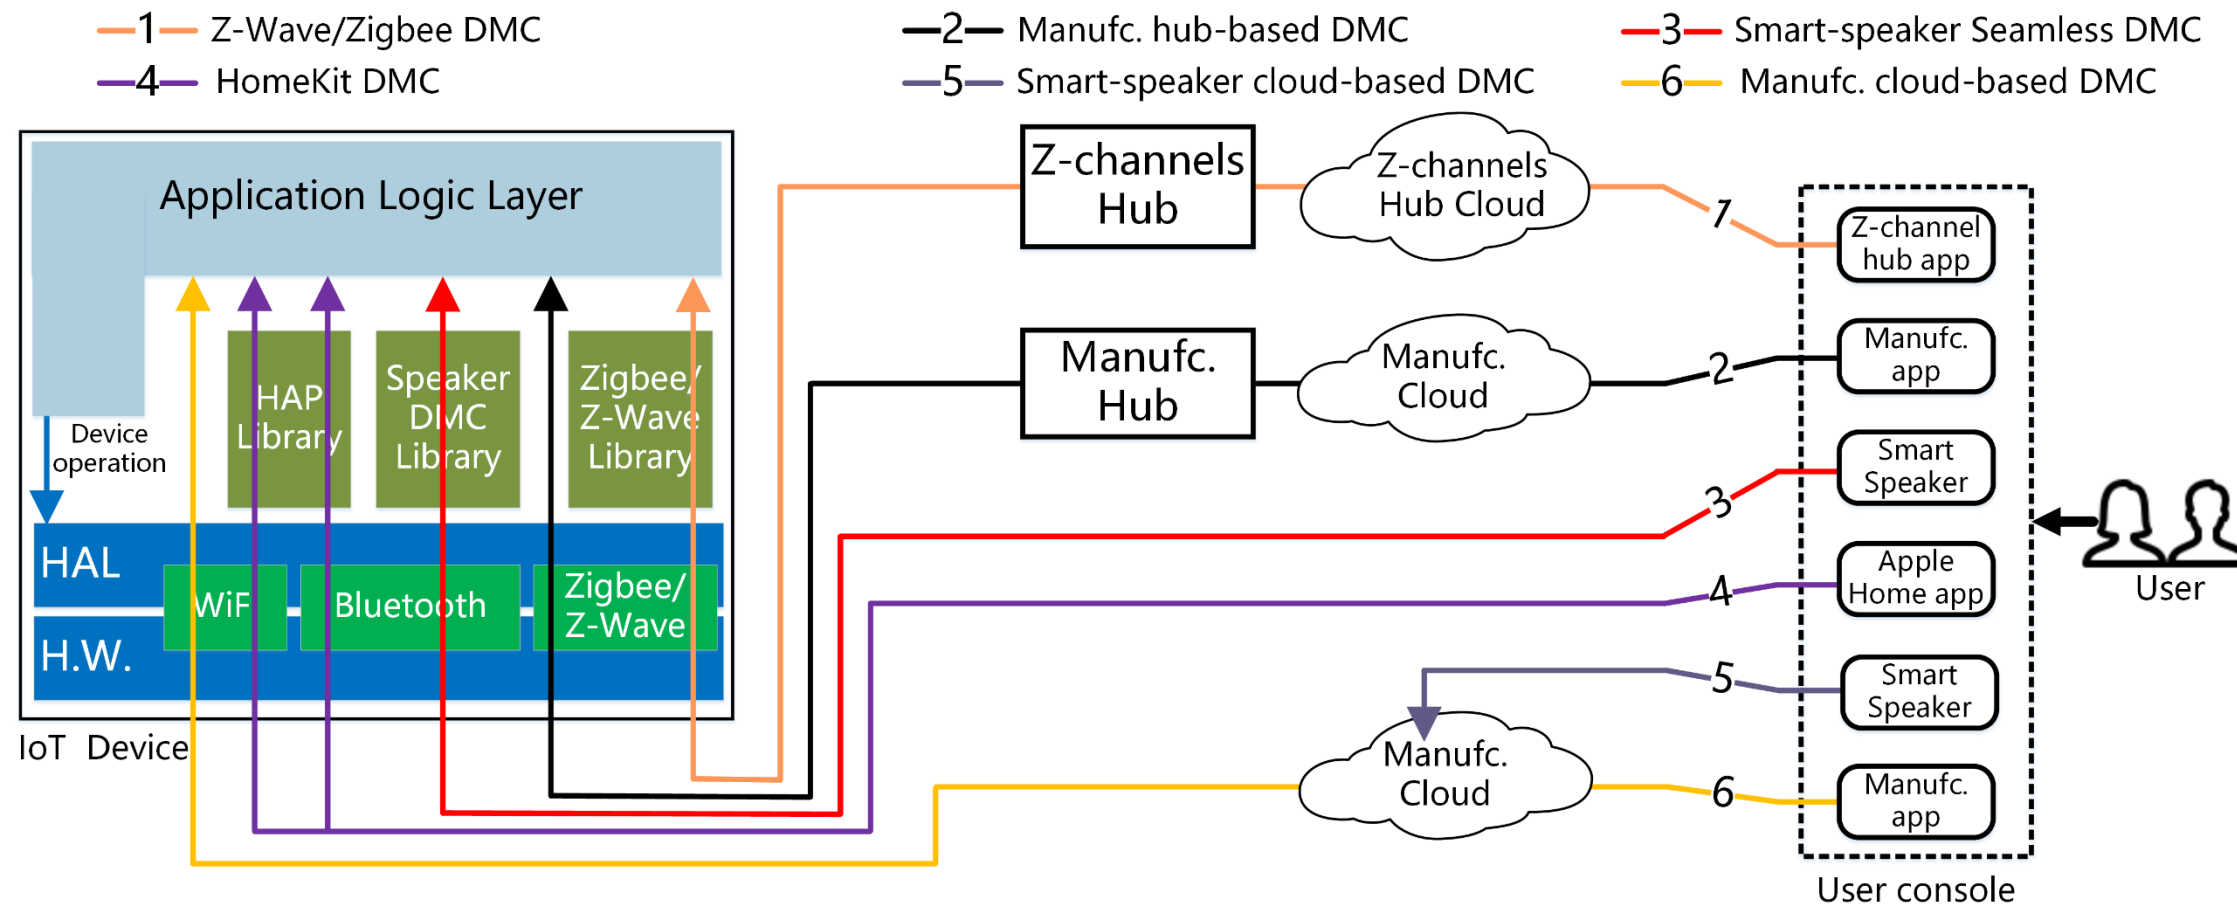 1 Z-Wave/Zigbee DMC
2 Manufc. hub-based DMC
3 Smart-speaker Seamless DMC
4 HomeKit DMC
5 Smart-speaker cloud-based DMC
6 Manufc. cloud-based DMC
Application Logic Layer
Device
operation
HAP
Library
Speaker
DMC
Library
Zigbee/
Z-Wave
Library
HAL
H.W.
WiF
Bluetooth
Zigbee/
Z-Wave
IoT Device
Z-channels
Hub
Z-channels
Hub Cloud
1
Z-channel
hub app
Manufc.
Hub
Manufc.
Cloud
2
Manufc.
app
3
Smart
Speaker
4
Apple
Home app
5
Smart
Speaker
Manufc.
Cloud
6
Manufc.
app
User console
User